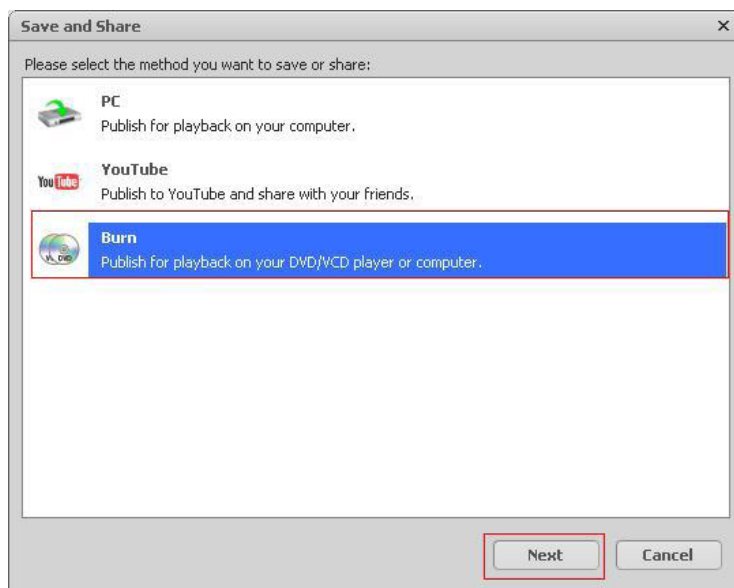 Save and Share
Please select the method you want to save or share:
PC
Publish for playback on your computer.
You Tube
YouTube
Publish to YouTube and share with your friends.
Burn
Publish for playback on your DVD/VCD player or computer.
Next
Cancel